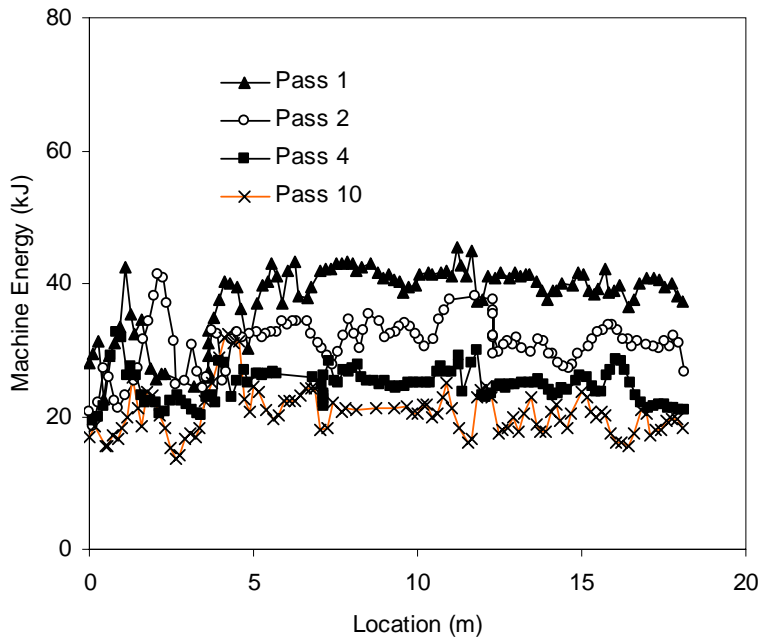 80
60
40
20
0
Machine Energy (kJ)
Pass 1
Pass 2
Pass 4
Pass 10
0 5 10 15 20
Location (m)